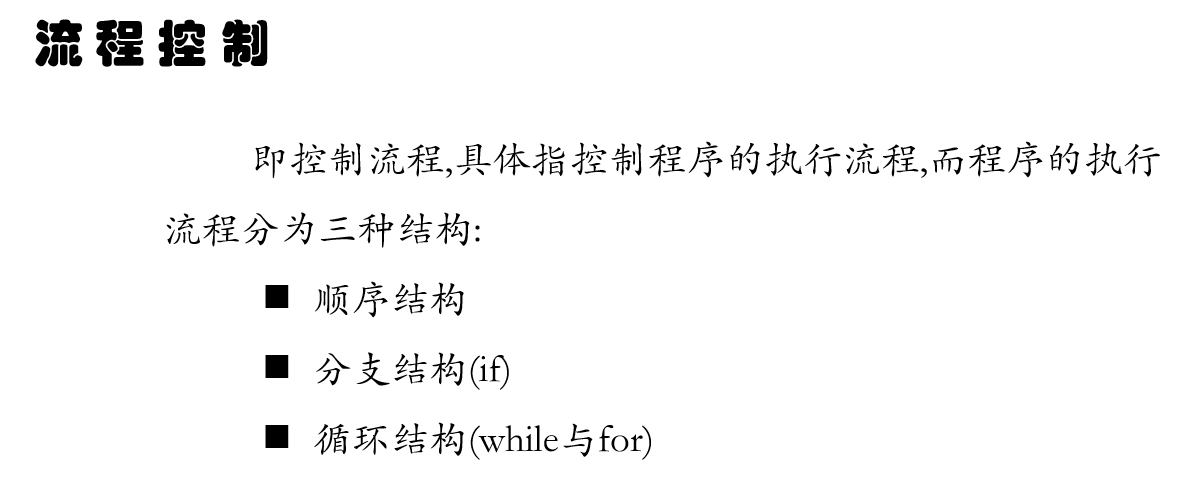 流程控制
即控制流程,具体指控制程序的执行流程,而程序的执行
流程分为三种结构:
■ 顺序结构
■ 分支结构(if)
■ 循环结构(while与for)